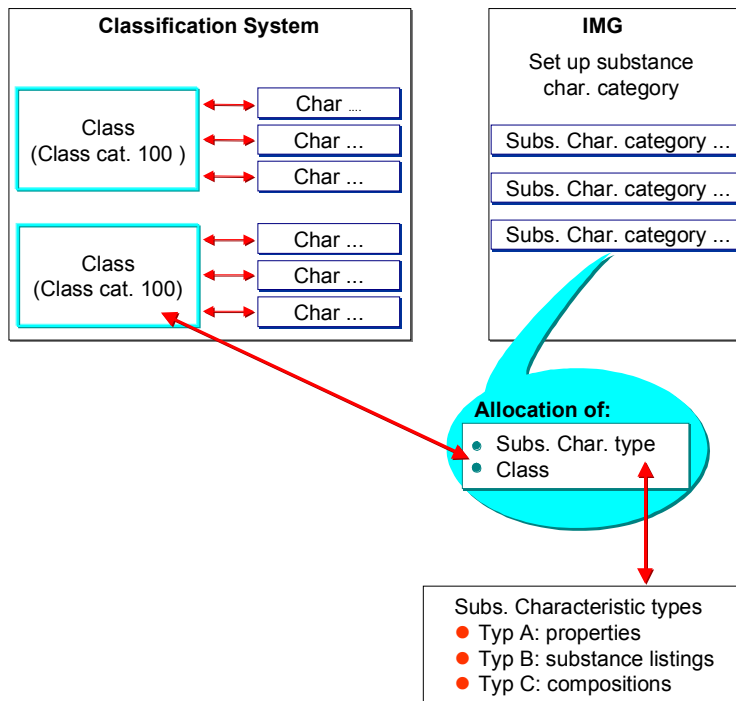 Classification System
Class
(Class cat. 100 )
Char ....
Char ...
Char ...
Class
(Class cat. 100)
Char ...
Char ...
Char ...
IMG
Set up substance
char. category
Subs. Char. category ...
Subs. Char. category ...
Subs. Char. category ...
Allocation of:
Subs. Char. type
Class
Subs. Characteristic types
Typ A: properties
Typ B: substance listings
Typ C: compositions